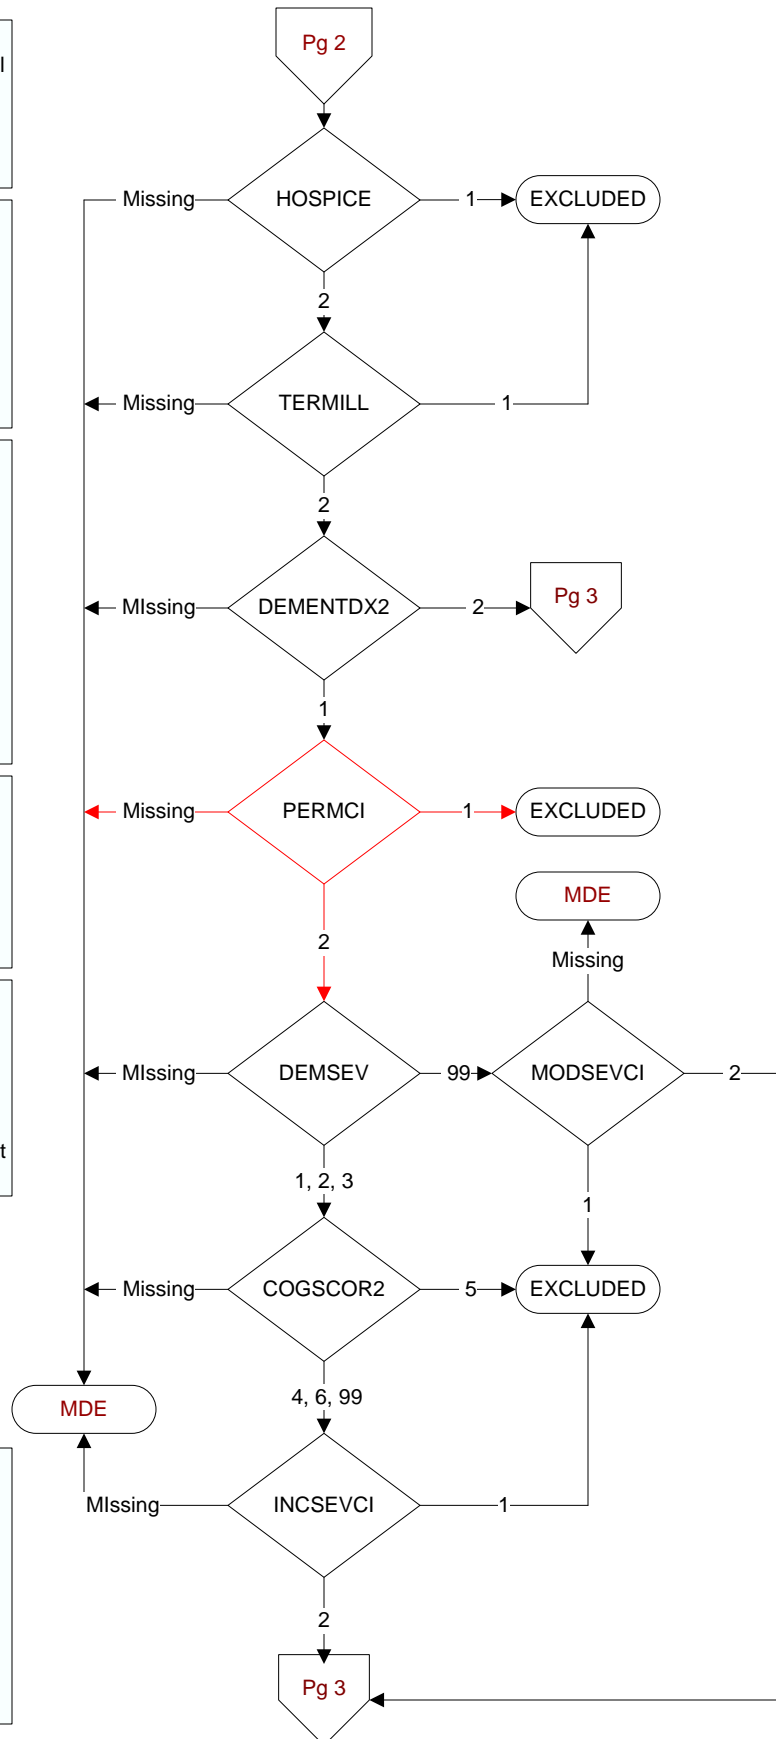 Pg 2
l
Missing
HOSPICE
1
EXCLUDED
2
Missing
TERMILL
1
2
MIssing
DEMENTDX2
2
Pg 3
1
Missing
PERMCI
1
EXCLUDED
MDE
2
Missing
MIssing
DEMSEV
99
MODSEVCI
2
t
1, 2, 3
1
Missing
COGSCOR2
5
EXCLUDED
4, 6, 99
MDE
MIssing
INCSEVCI
1
2
Pg 3